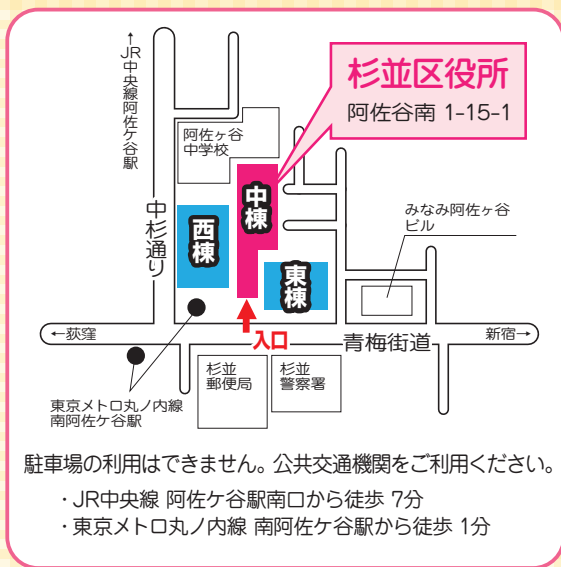 ↑JR中央線阿佐ケ谷駅
杉並区役所
阿佐谷南 1-15-1
阿佐ヶ谷
中学校
中杉通り
中棟
西棟
東棟
みなみ阿佐ヶ谷
ビル
←荻窪
入口
青梅街道
新宿→
杉並
郵便局
杉並
警察署
東京メトロ丸ノ内線
南阿佐ケ谷駅
駐車場の利用はできません。公共交通機関をご利用ください。
・JR中央線 阿佐ケ谷駅南口から徒歩 7分
・東京メトロ丸ノ内線 南阿佐ケ谷駅から徒歩 1分